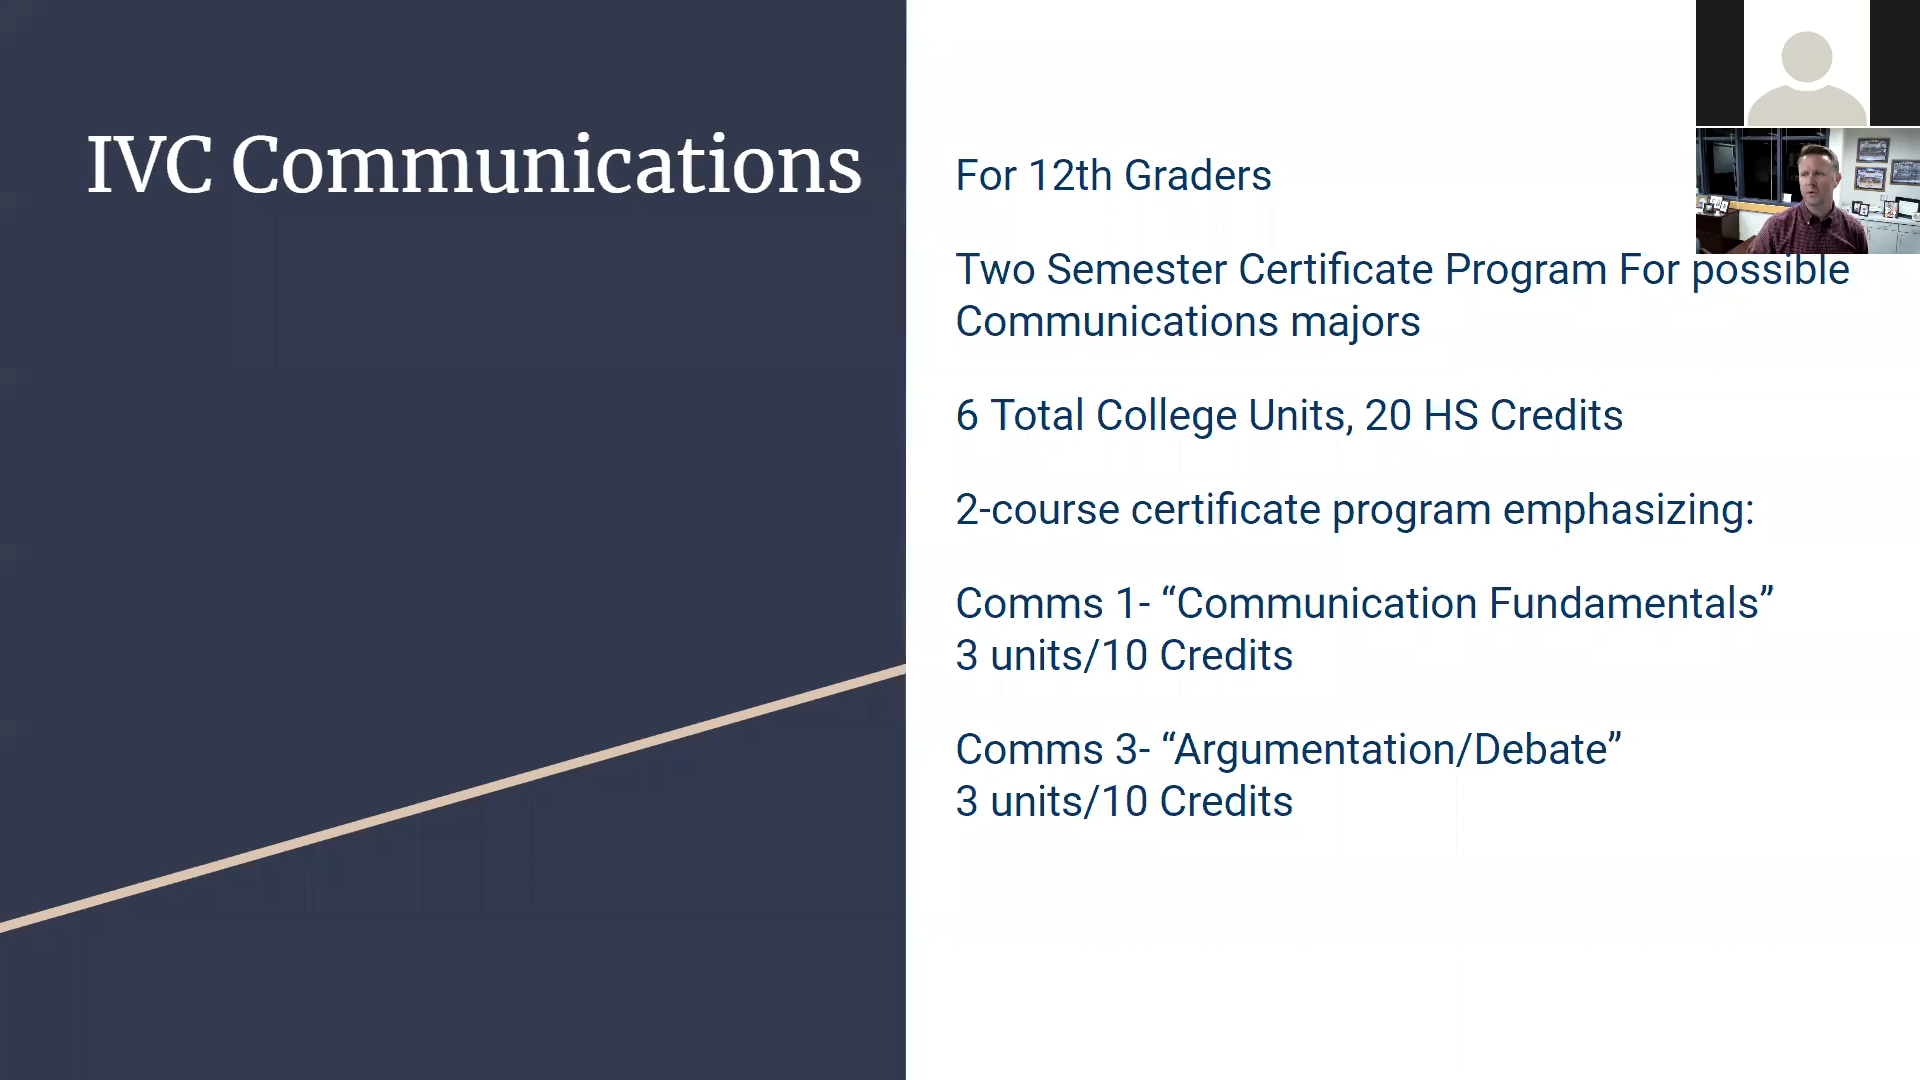 IVC Communications
For 12th Graders
Two Semester Certificate Program For possible
Communications majors
6 Total College Units, 20 HS Credits
2-course certificate program emphasizing:
Comms 1- “Communication Fundamentals”
3 units/10 Credits
Comms 3- “Argumentation/Debate”
3 units/10 Credits